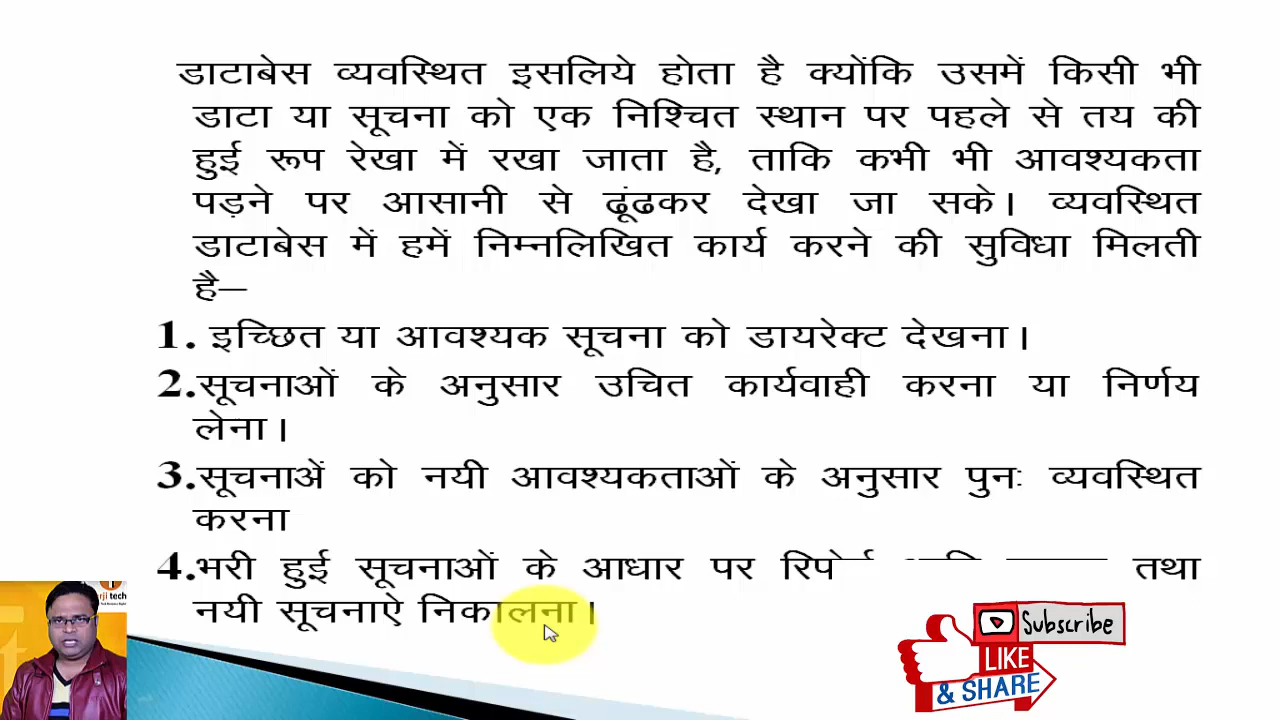 डाटाबेस व्यवस्थित इसलिये होता है क्योंकि उसमें किसी भी
डाटा या सूचना को एक निश्चित स्थान पर पहले से तय की
हुई रूप रेखा में रखा जाता है, ताकि कभी भी आवश्यकता
पड़ने पर आसानी से ढूंढकर देखा जा सके। व्यवस्थित
डाटाबेस में हमें निम्नलिखित कार्य करने की सुविधा मिलती
है–
1. इच्छित या आवश्यक सूचना को डायरेक्ट देखना।
2.सूचनाओं के अनुसार उचित कार्यवाही करना या निर्णय
लेना।
3.सूचनाअें को नयी आवश्यकताओं के अनुसार पुनः व्यवस्थित
करना
4.भरी हुई सूचनाओं के आधार पर तथा
नयी सूचनाऐ निकालना।
Subscribe
LIKE
& SHARE